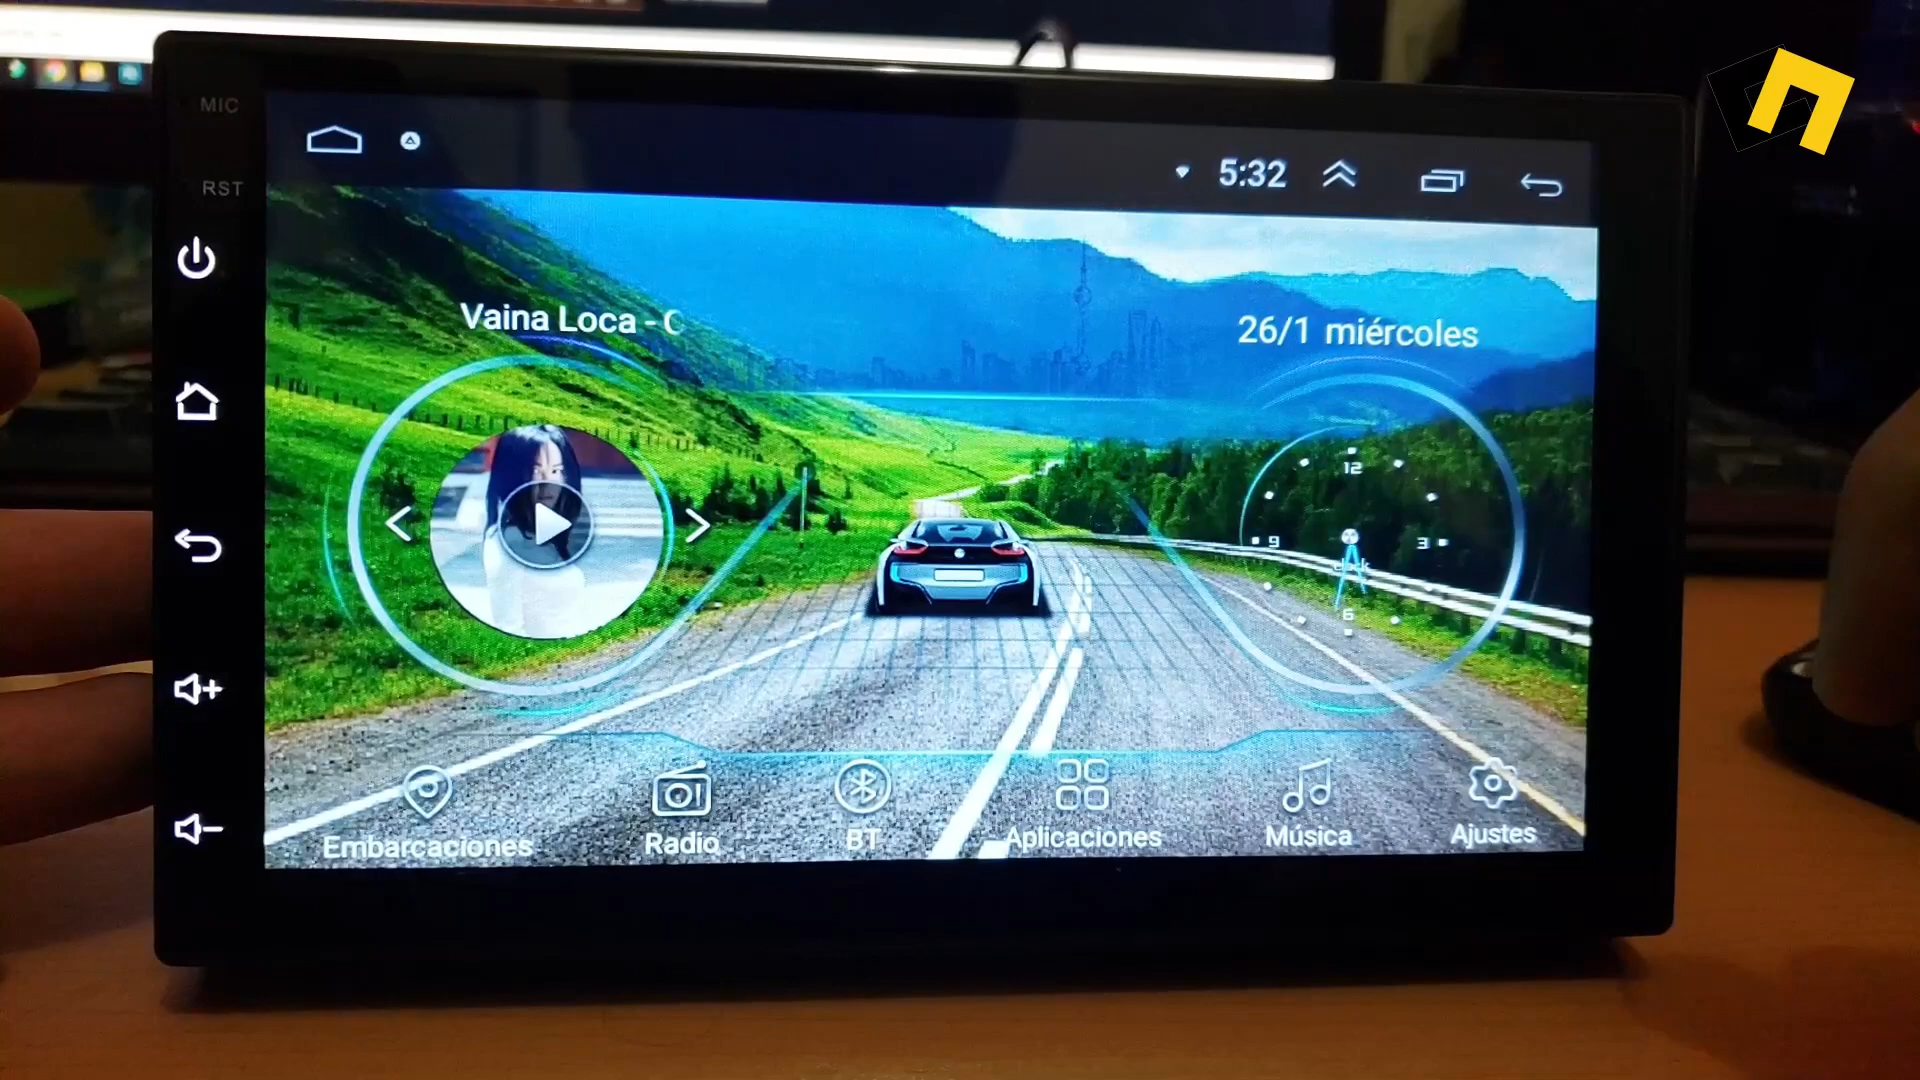 MIC
RST
5:32
Vaina Loca - C
26/1 miércoles
12
9
3
6
Embarcaciones
Radio
BT
Aplicaciones
Música
Ajustes